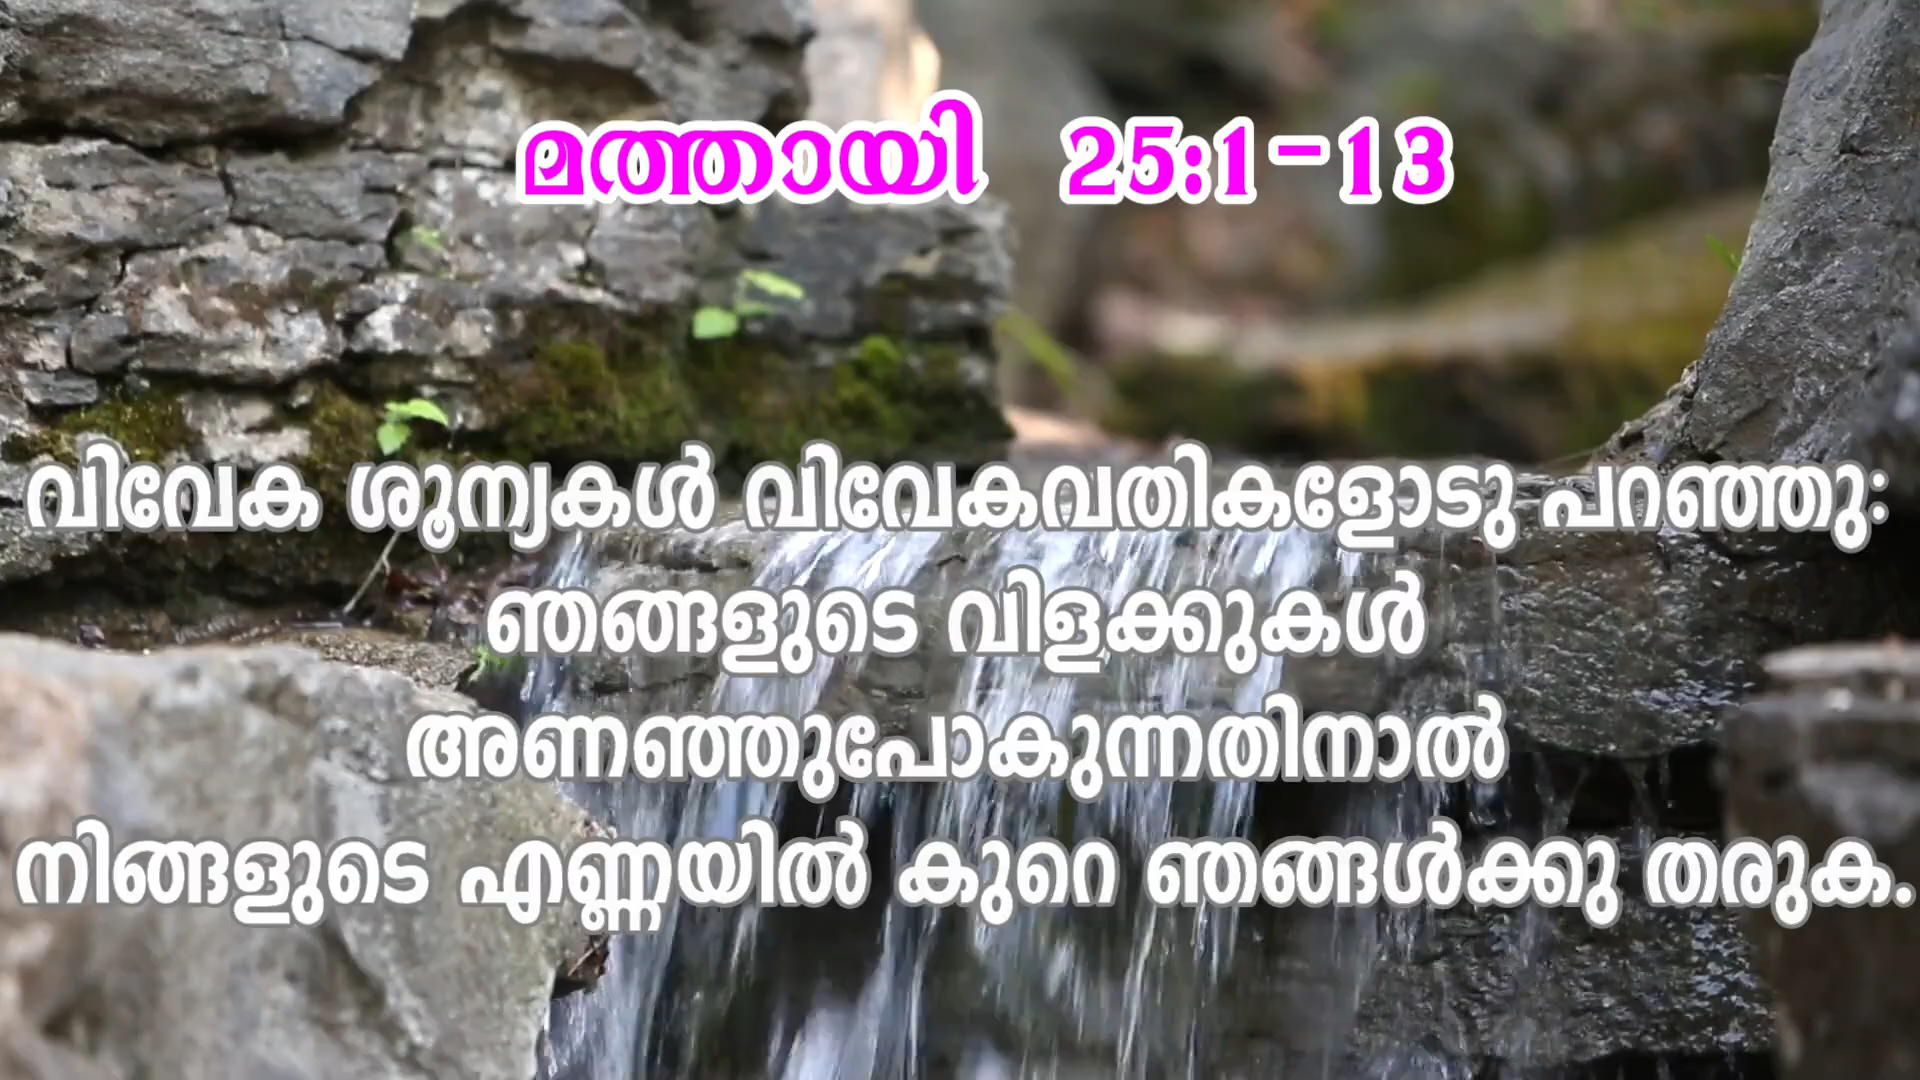 മത്തായി 25:1-13
വിവേക ശൂന്യകൾ വിവേകവതികളോടു പറഞ്ഞു:
ഞങ്ങളുടെ വിളക്കുകൾ
അണഞ്ഞുപോകുന്നതിനാൽ
നിങ്ങളുടെ എണ്ണയിൽ കുറെ ഞങ്ങൾക്കു തരുക.